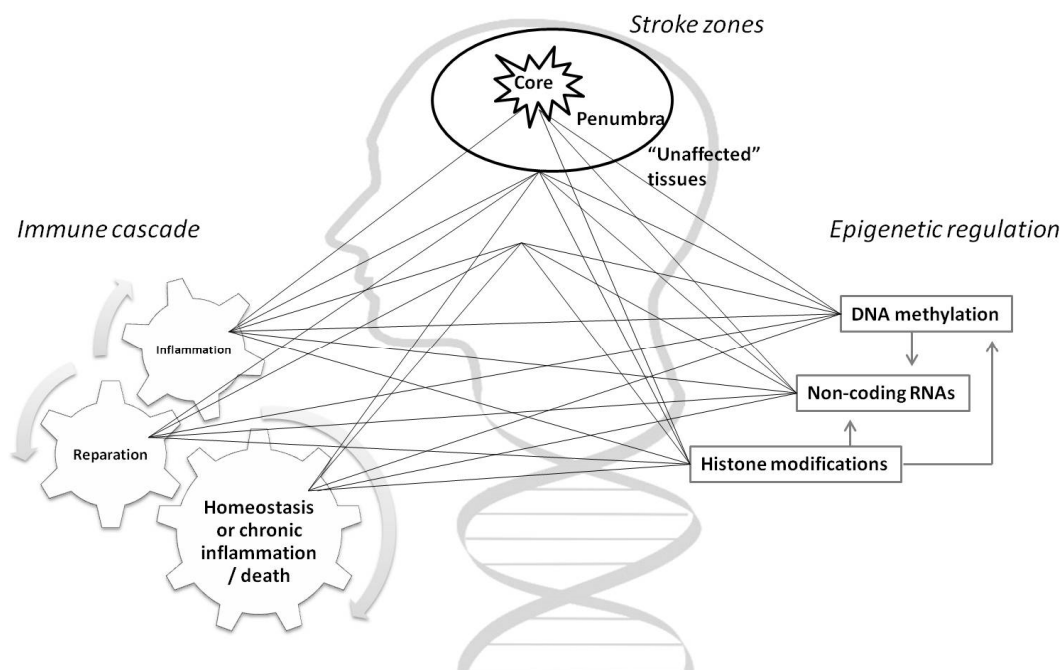 Stroke zones
Core
Penumbra
“Unaffected”
tissues
Immune cascade
Epigenetic regulation
Inflammation
Reparation
Homeostasis
or chronic
inflammation
/ death
DNA methylation
Non-coding RNAs
Histone modifications